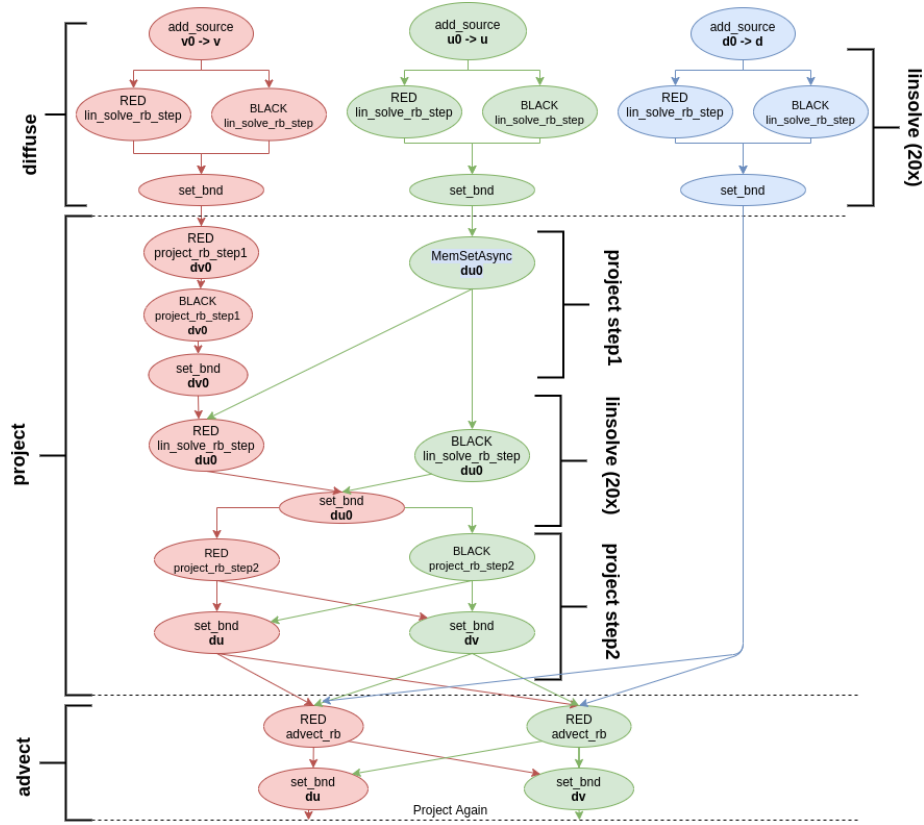 add_source
v0 -> v
add_source
u0 -> u
add_source
d0 -> d
RED
lin_solve_rb_step
BLACK
lin_solve_rb_step
RED
lin_solve_rb_step
BLACK
lin_solve_rb_step
RED
lin_solve_rb_step
BLACK
lin_solve_rb_step
diffuse
linsolve (20x)
set_bnd
set_bnd
set_bnd
RED
project_rb_step1
dv0
MemSetAsync
du0
BLACK
project_rb_step1
dv0
project step1
set_bnd
dv0
project
RED
lin_solve_rb_step
du0
BLACK
lin_solve_rb_step
du0
linsolve (20x)
set_bnd
du0
RED
project_rb_step2
BLACK
project_rb_step2
project step2
set_bnd
du
set_bnd
dv
advect
RED
advect_rb
RED
advect_rb
set_bnd
du
set_bnd
dv
Project Again